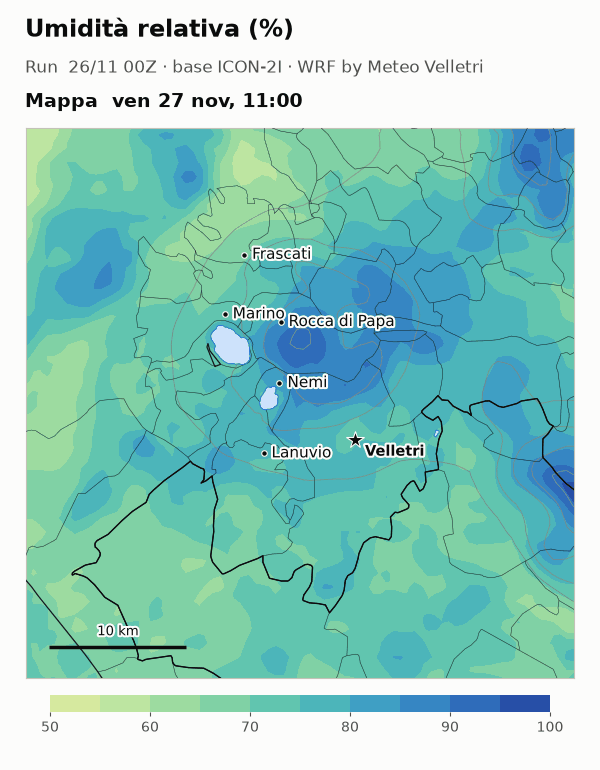 Umidità relativa (%)
Run  26/11 00Z · base ICON-2I · WRF by Meteo Velletri
Mappa  ven 27 nov, 11:00
Frascati
Marino
Rocca di Papa
Nemi
Velletri
Lanuvio
10 km
50 60 70 80 90 100